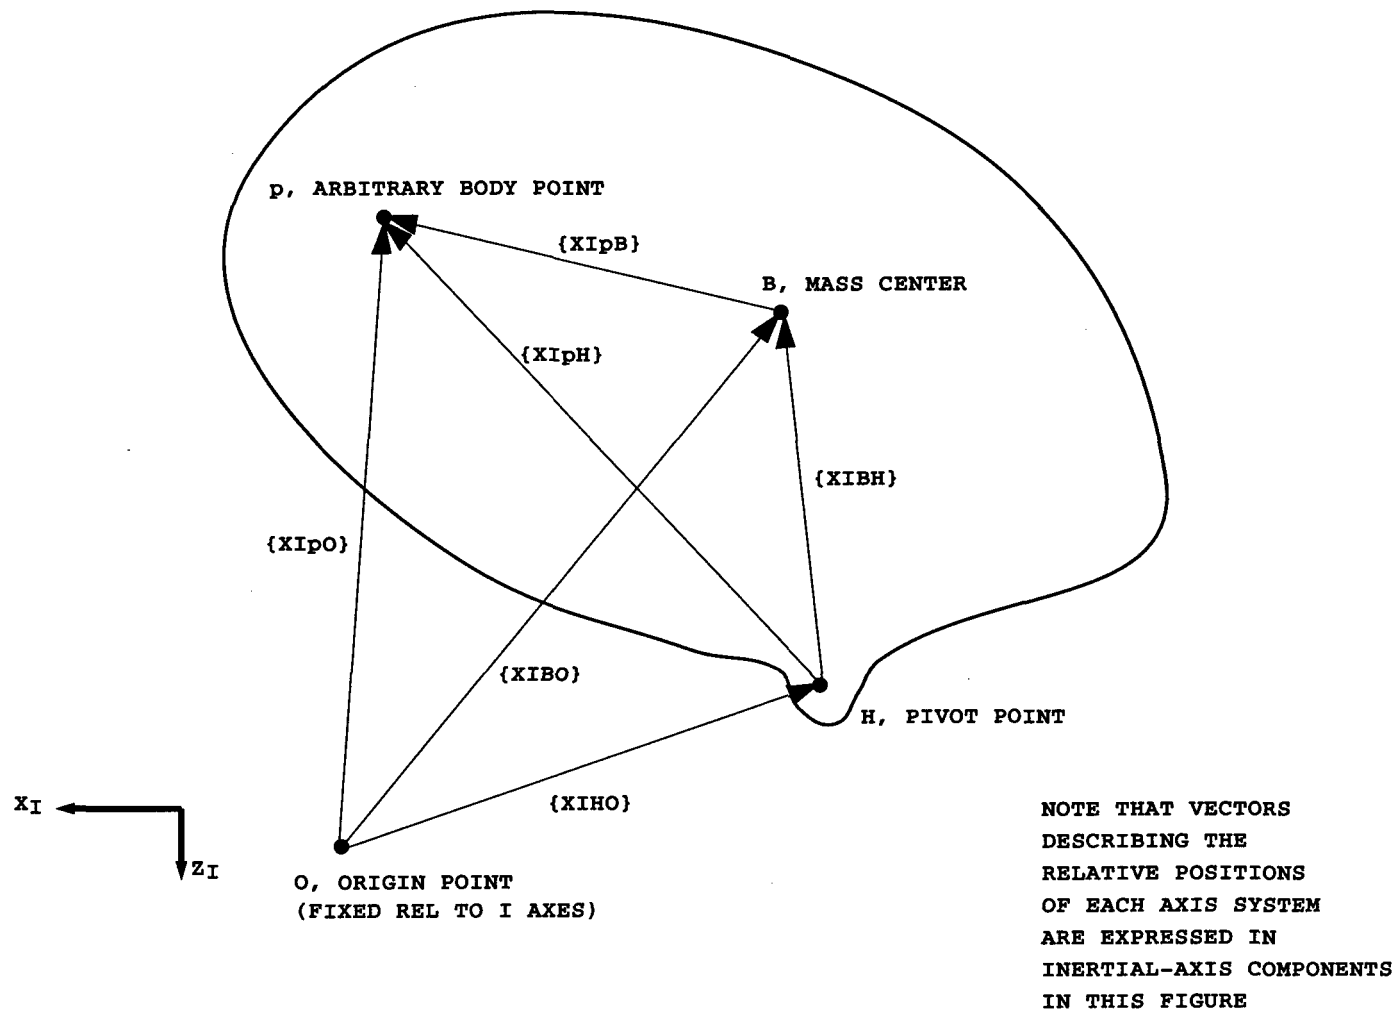 p, ARBITRARY BODY POINT
{XIpB}
B, MASS CENTER
{XIpH}
{XIBH}
{XIpO}
{XIBO}
H, PIVOT POINT
{XIHO}
XI
ZI
O, ORIGIN POINT
(FIXED REL TO I AXES)
NOTE THAT VECTORS
DESCRIBING THE
RELATIVE POSITIONS
OF EACH AXIS SYSTEM
ARE EXPRESSED IN
INERTIAL-AXIS COMPONENTS
IN THIS FIGURE